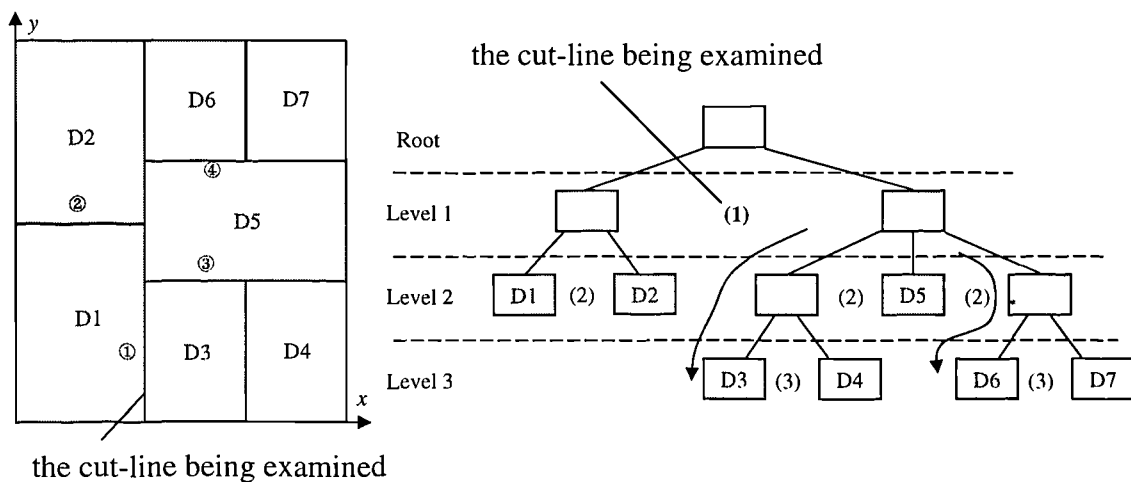 y
D6 D7
D2
④
②
D5
③
D1
①
D3 D4
x
the cut-line being examined
the cut-line being examined
Root
Level 1 (1)
Level 2 D1 (2) D2 (2) D5 (2)
Level 3 D3 (3) D4 D6 (3) D7